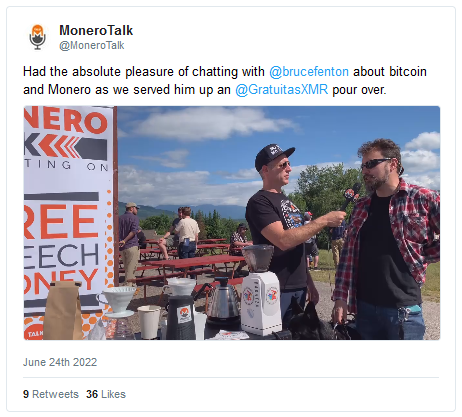 MoneroTalk
@MoneroTalk
Had the absolute pleasure of chatting with @brucefenton about bitcoin
and Monero as we served him up an @GratuitasXMR pour over.
NERO
TING ON
REE
EECH
ONEY
TALK
June 24th 2022
9 Retweets 36 Likes